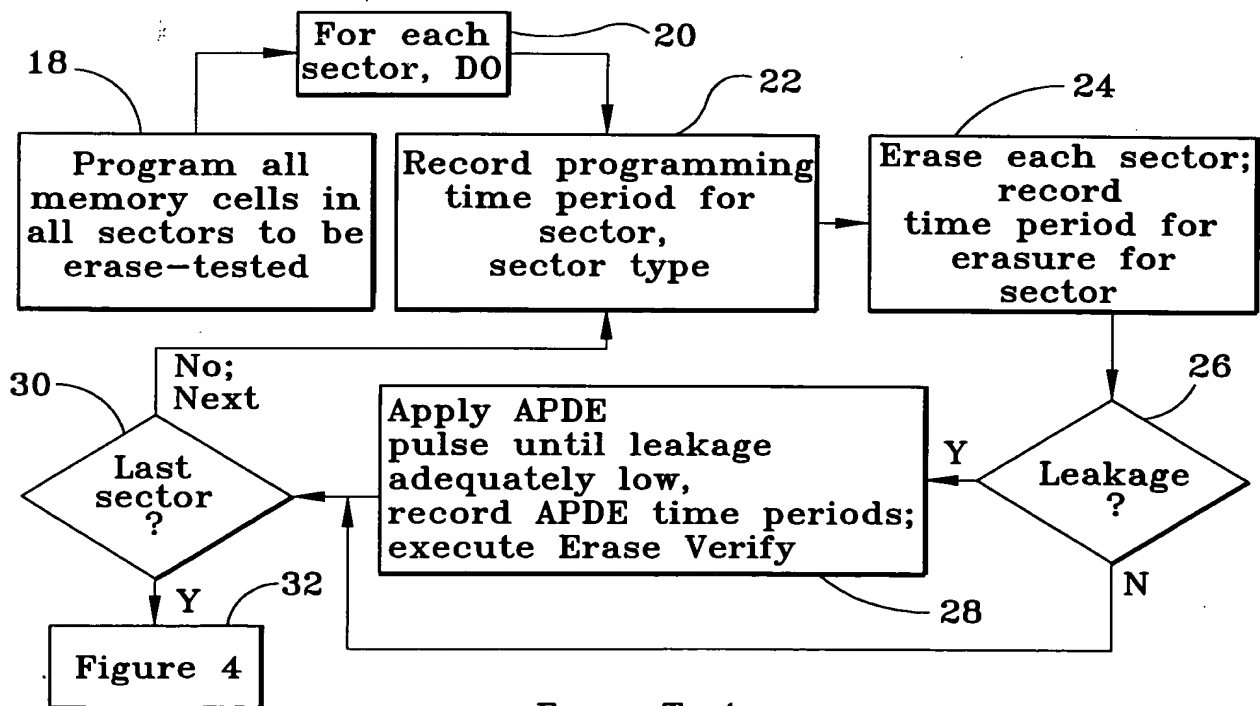 For each
sector, DO
20
18
22
24
Program all
memory cells in
all sectors to be
erase-tested
Record programming
time period for
sector,
sector type
Erase each sector;
record
time period for
erasure for
sector
No;
Next
30
26
Last
sector
?
Apply APDE
pulse until leakage
adequately low,
record APDE time periods;
execute Erase Verify
Y
Leakage
?
N
28
Y
32
Figure 4